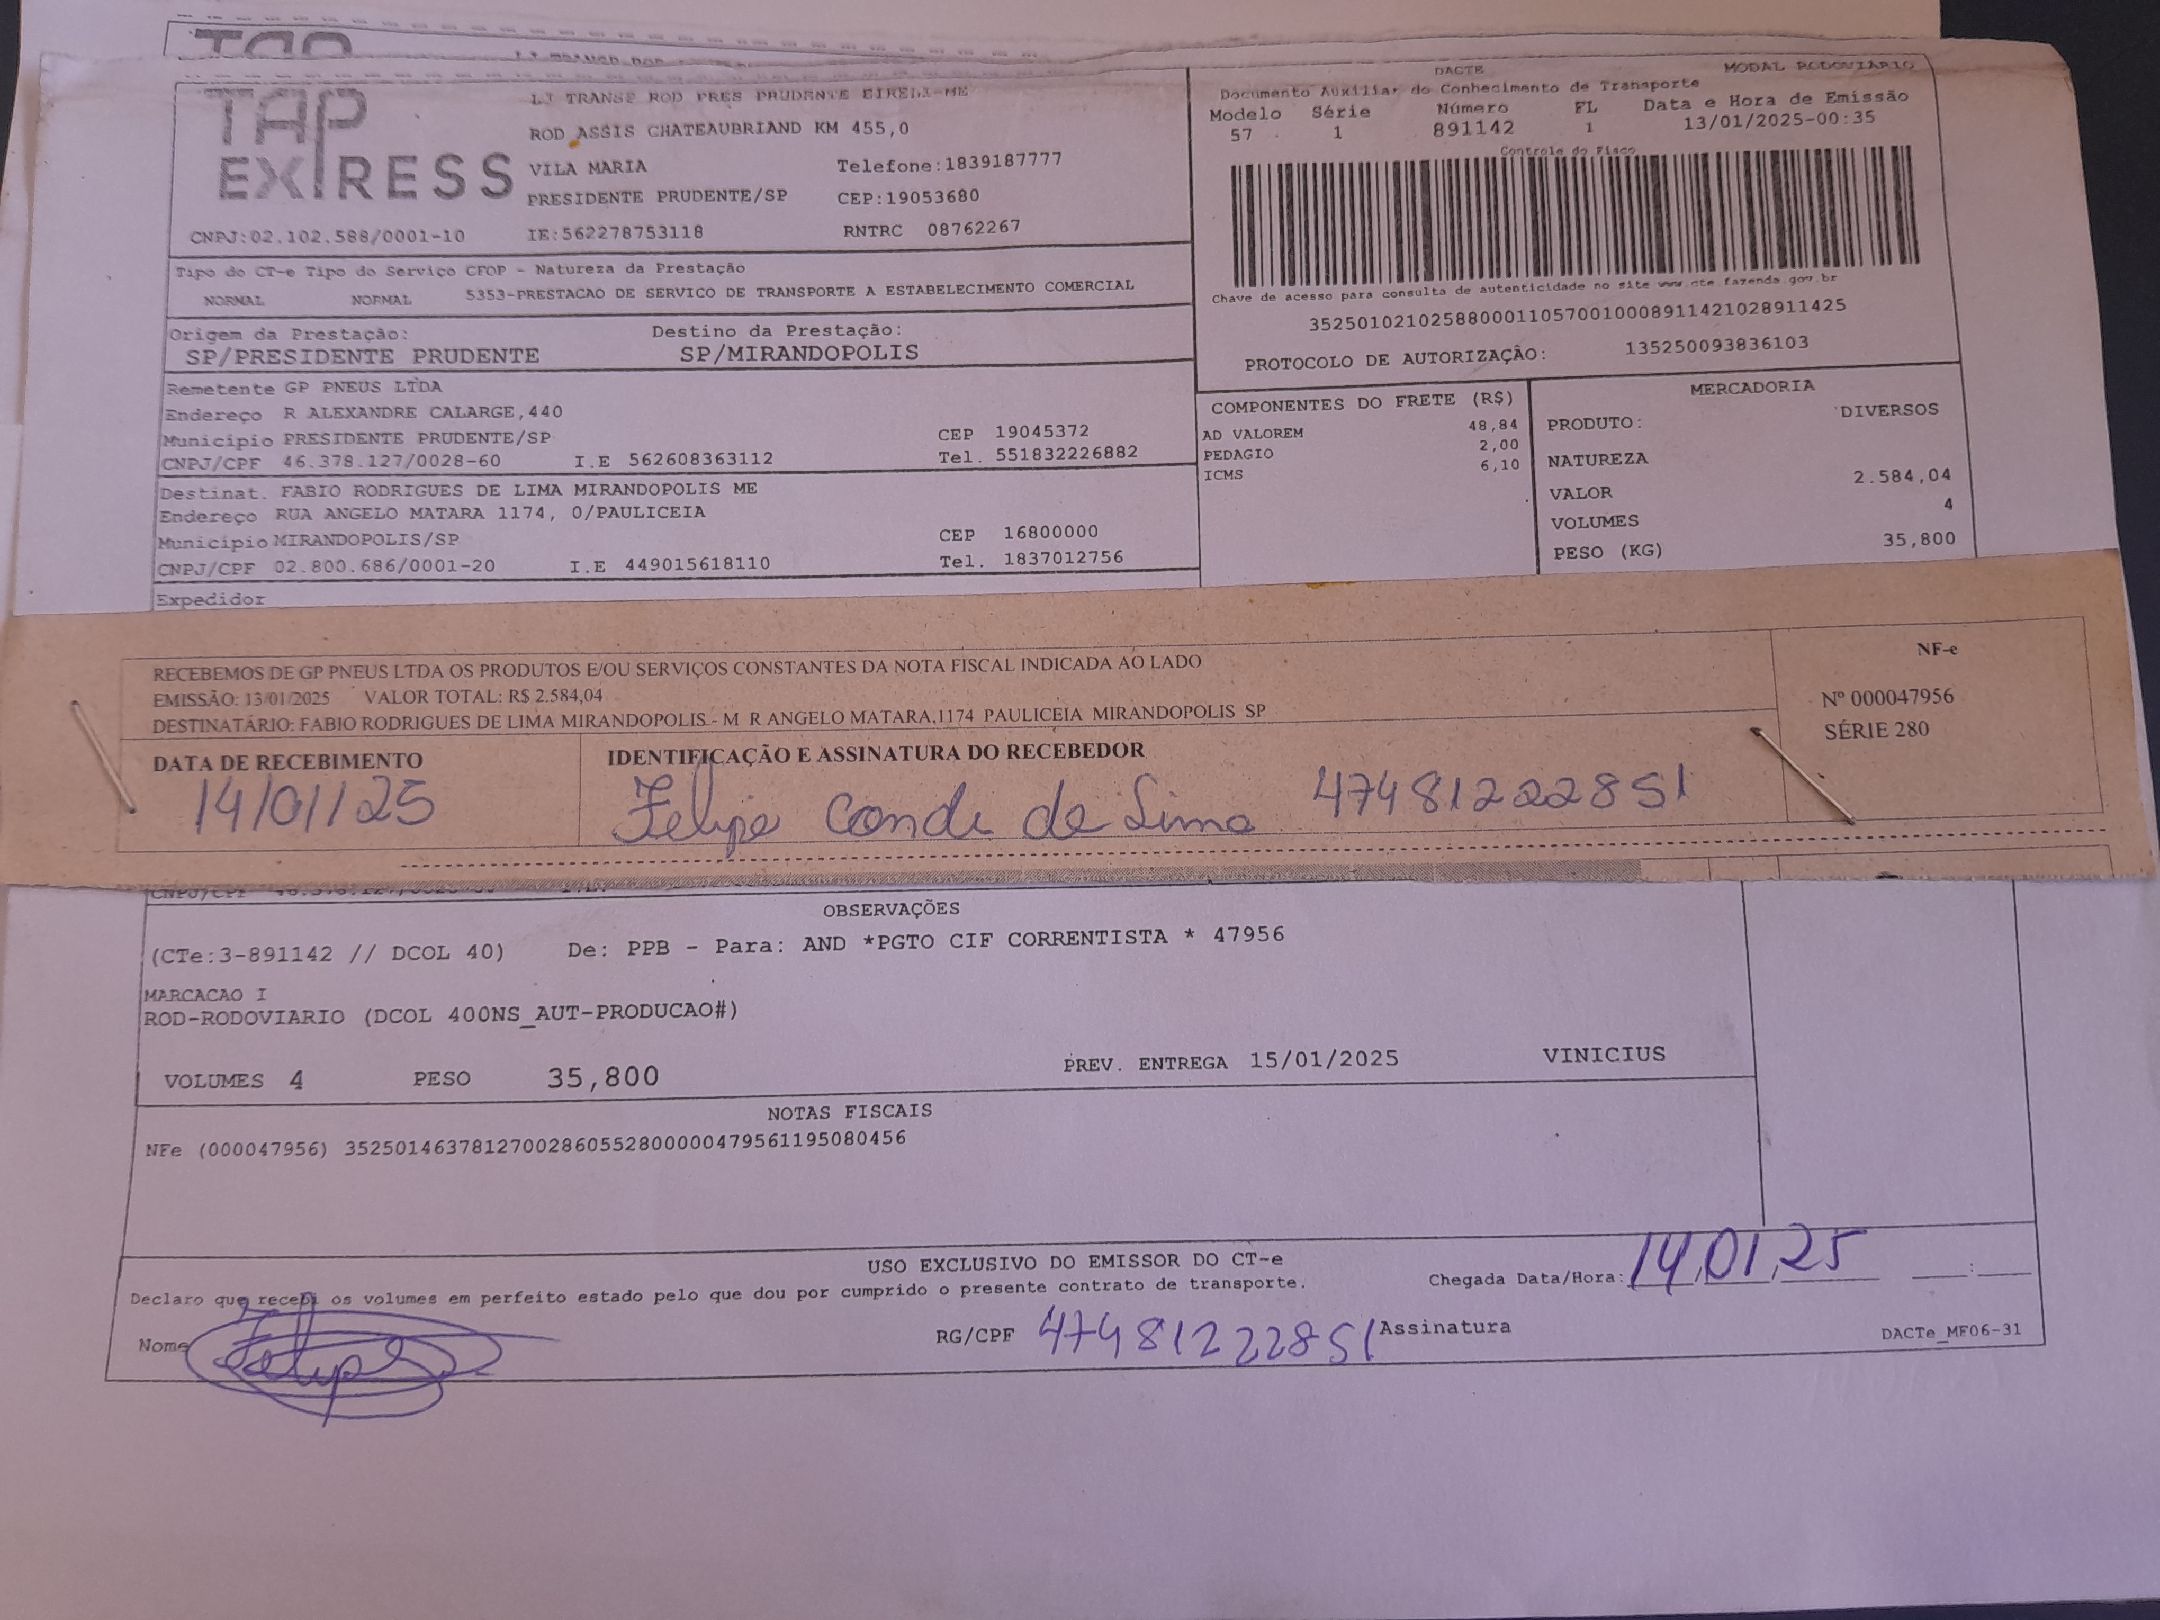 TAP
EXPRESS
LJ TRANSP ROD PRES PRUDENTE EIRELI-ME
ROD ASSIS CHATEAUBRIAND KM 455,0
VILA MARIA Telefone:1839187777
PRESIDENTE PRUDENTE/SP CEP:19053680
CNPJ:02.102.588/0001-10 IE:562278753118 RNTRC 08762267
DACTE MODAL RODOVIARIO
Documento Auxiliar do Conhecimento de Transporte
Modelo Série Número FL Data e Hora de Emissão
57 1 891142 1 13/01/2025-00:35
Controle do Fisco
Chave de acesso para consulta de autenticidade no site www.cte.fazenda.gov.br
35250102102588000110570010008911421028911425
PROTOCOLO DE AUTORIZAÇÃO: 135250093836103
Tipo do CT-e Tipo do Serviço CFOP - Natureza da Prestação
NORMAL NORMAL 5353-PRESTACAO DE SERVICO DE TRANSPORTE A ESTABELECIMENTO COMERCIAL
Origem da Prestação: Destino da Prestação:
SP/PRESIDENTE PRUDENTE SP/MIRANDOPOLIS
Remetente GP PNEUS LTDA
Endereço R ALEXANDRE CALARGE,440
Municipio PRESIDENTE PRUDENTE/SP CEP 19045372
CNPJ/CPF 46.378.127/0028-60 I.E 562608363112 Tel. 551832226882
Destinat. FABIO RODRIGUES DE LIMA MIRANDOPOLIS ME
Endereço RUA ANGELO MATARA 1174, 0/PAULICEIA
Municipio MIRANDOPOLIS/SP CEP 16800000
CNPJ/CPF 02.800.686/0001-20 I.E 449015618110 Tel. 1837012756
Expedidor
COMPONENTES DO FRETE (R$)
AD VALOREM 48,84
PEDAGIO 2,00
ICMS 6,10
MERCADORIA
PRODUTO: DIVERSOS
NATUREZA
VALOR 2.584,04
VOLUMES 4
PESO (KG) 35,800
RECEBEMOS DE GP PNEUS LTDA OS PRODUTOS E/OU SERVIÇOS CONSTANTES DA NOTA FISCAL INDICADA AO LADO
EMISSÃO: 13/01/2025 VALOR TOTAL: R$ 2.584,04
DESTINATÁRIO: FABIO RODRIGUES DE LIMA MIRANDOPOLIS - M R ANGELO MATARA,1174 PAULICEIA MIRANDOPOLIS SP
NF-e
Nº 000047956
SÉRIE 280
DATA DE RECEBIMENTO IDENTIFICAÇÃO E ASSINATURA DO RECEBEDOR
14/01/25 Felipe Conde de Lima 47481222851
OBSERVAÇÕES
(CTe:3-891142 // DCOL 40) De: PPB - Para: AND *PGTO CIF CORRENTISTA * 47956
MARCACAO I
ROD-RODOVIARIO (DCOL 400NS_AUT-PRODUCAO#)
VOLUMES 4 PESO 35,800 PREV. ENTREGA 15/01/2025 VINICIUS
NOTAS FISCAIS
NFe (000047956) 35250146378127002860552800000479561195080456
USO EXCLUSIVO DO EMISSOR DO CT-e
Declaro que recebi os volumes em perfeito estado pelo que dou por cumprido o presente contrato de transporte. Chegada Data/Hora: 14,01,25 __:__
Nome Felipe RG/CPF 47481222851 Assinatura DACTe_MF06-31